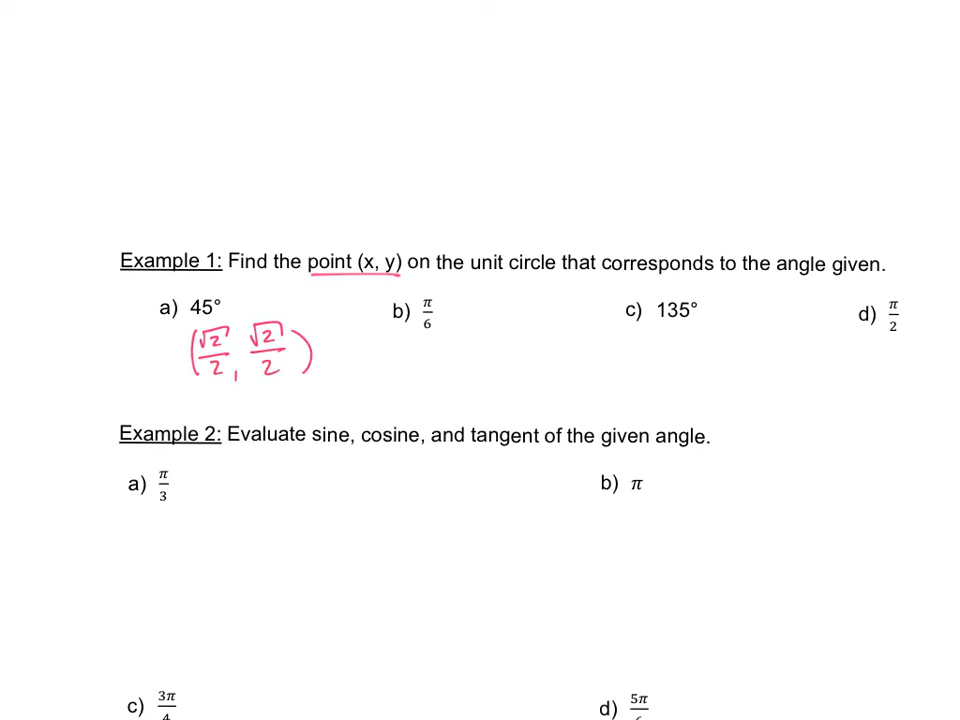 Example 1: Find the point (x, y) on the unit circle that corresponds to the angle given.
a) 45° b) π/6 c) 135° d) π/2
(√2/2, √2/2)
Example 2: Evaluate sine, cosine, and tangent of the given angle.
a) π/3 b) π
c) 3π/4 d) 5π/